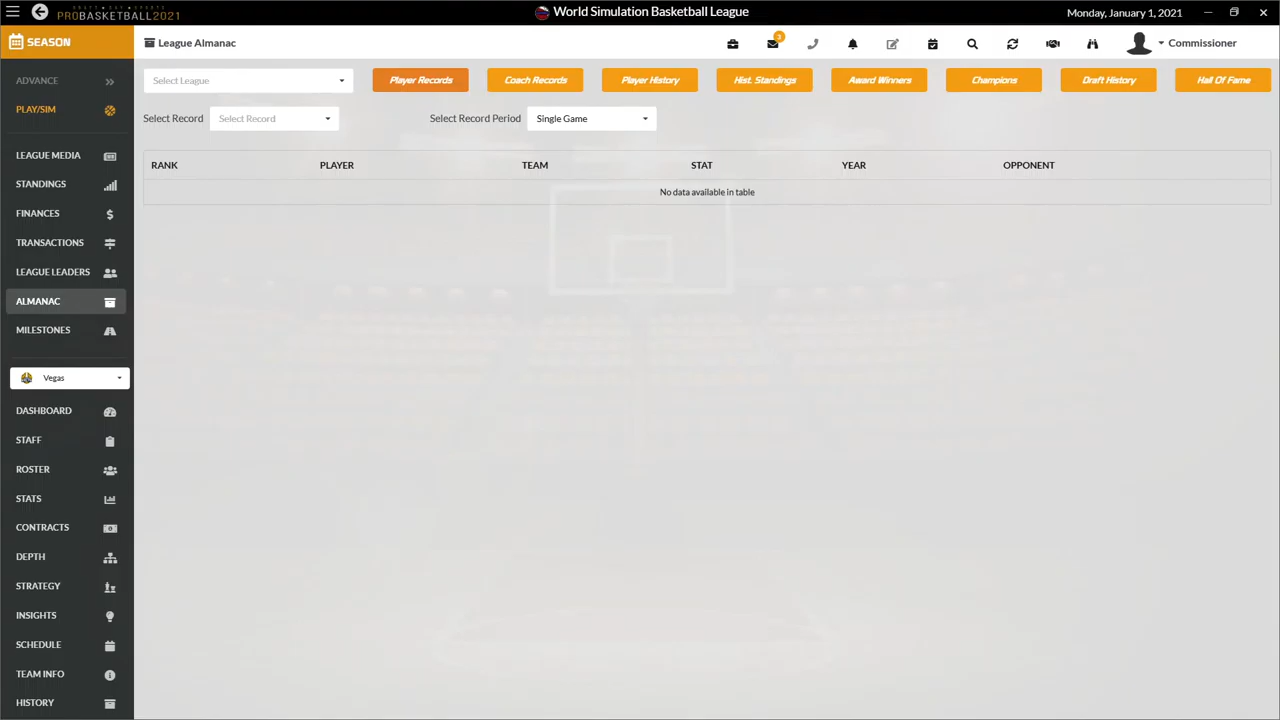 DRAFT DAY SPORTS
PROBASKETBALL2021
World Simulation Basketball League
Monday, January 1, 2021
SEASON
League Almanac
3
Commissioner
ADVANCE
PLAY/SIM
Select League
Player Records
Coach Records
Player History
Hist. Standings
Award Winners
Champions
Draft History
Hall Of Fame
Select Record
Select Record
Select Record Period
Single Game
RANK PLAYER TEAM STAT YEAR OPPONENT
No data available in table
LEAGUE MEDIA
STANDINGS
FINANCES
TRANSACTIONS
LEAGUE LEADERS
ALMANAC
MILESTONES
Vegas
DASHBOARD
STAFF
ROSTER
STATS
CONTRACTS
DEPTH
STRATEGY
INSIGHTS
SCHEDULE
TEAM INFO
HISTORY